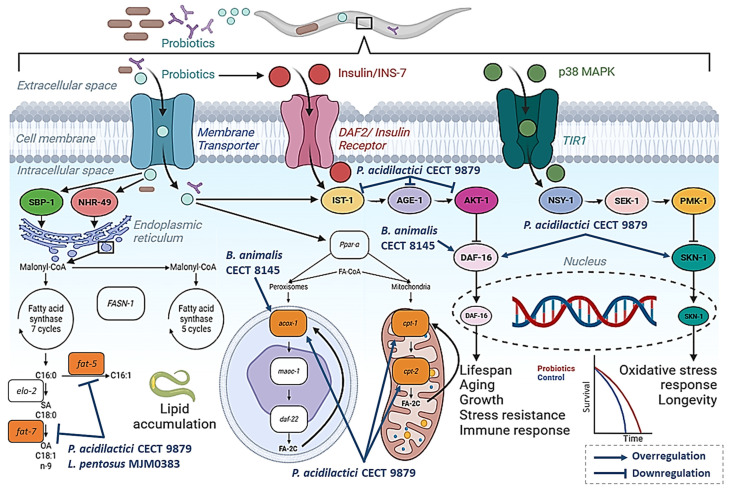 Probiotics
Extracellular space
Probiotics
Insulin/INS-7
p38 MAPK
Cell membrane
Membrane
Transporter
DAF2/ Insulin
Receptor
TIR1
Intracellular space
P. acidilactici CECT 9879
SBP-1
NHR-49
IST-1
AGE-1
AKT-1
NSY-1
SEK-1
PMK-1
P. acidilactici CECT 9879
Endoplasmic
reticulum
Ppar-a
B. animalis
CECT 8145
B. animalis
CECT 8145
DAF-16
SKN-1
Nucleus
Malonyl-CoA
Malonyl-CoA
FA-CoA
Peroxisomes
Mitochondria
Fatty acid
synthase
7 cycles
FASN-1
Fatty acid
synthase
5 cycles
acox-1
maoc-1
daf-22
FA-2C
cpt-1
cpt-2
FA-2C
DAF-16
SKN-1
fat-5
C16:0
C16:1
elo-2
SA
C18:0
fat-7
OA
C18:1
n-9
Lipid
accumulation
P. acidilactici CECT 9879
L. pentosus MJM0383
P. acidilactici CECT 9879
Lifespan
Aging
Growth
Stress resistance
Immune response
Probiotics
Control
Survival
Time
Oxidative stress
response
Longevity
Overregulation
Downregulation